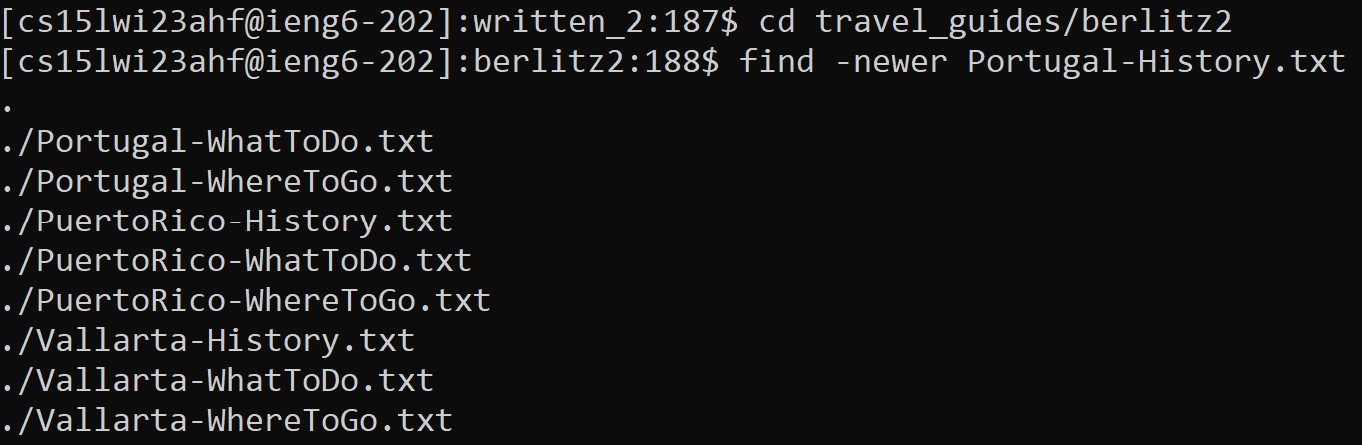 [cs15lwi23ahf@ieng6-202]:written_2:187$ cd travel_guides/berlitz2
[cs15lwi23ahf@ieng6-202]:berlitz2:188$ find -newer Portugal-History.txt
.
./Portugal-WhatToDo.txt
./Portugal-WhereToGo.txt
./PuertoRico-History.txt
./PuertoRico-WhatToDo.txt
./PuertoRico-WhereToGo.txt
./Vallarta-History.txt
./Vallarta-WhatToDo.txt
./Vallarta-WhereToGo.txt